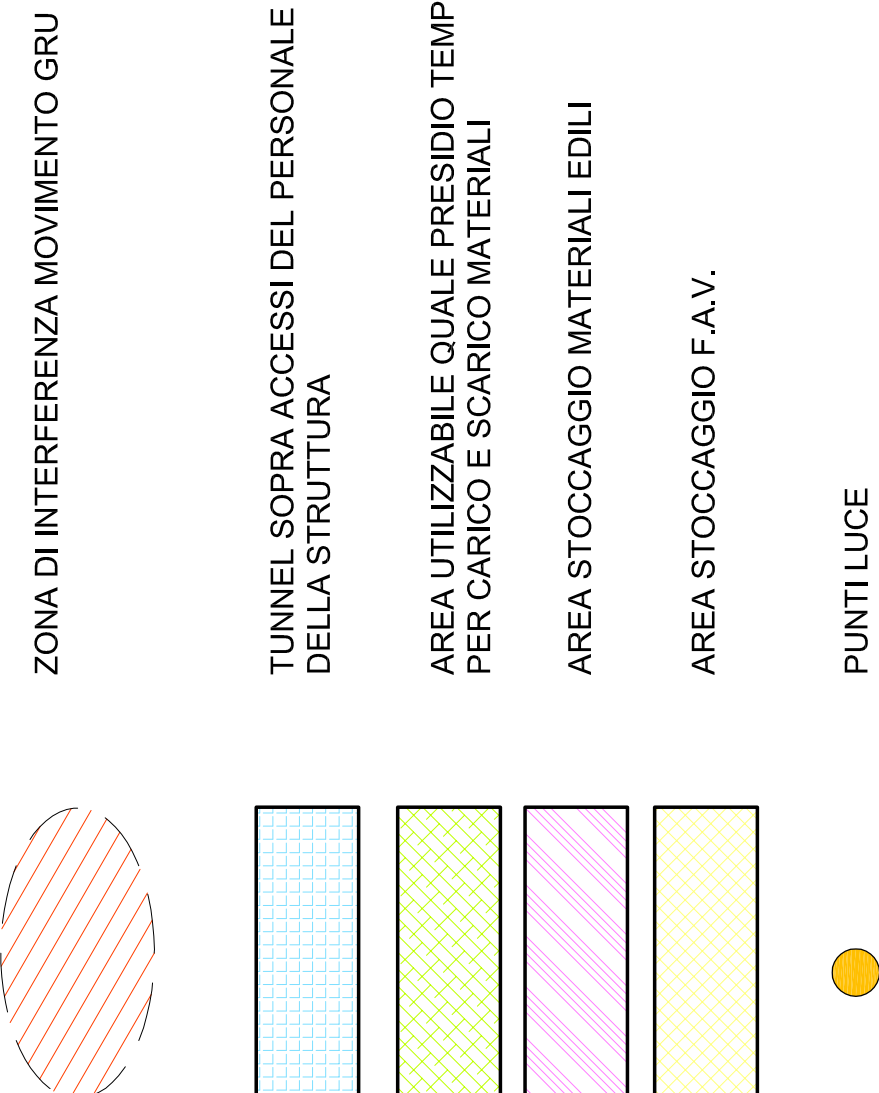 ZONA DI INTERFERENZA MOVIMENTO GRU
TUNNEL SOPRA ACCESSI DEL PERSONALE
DELLA STRUTTURA
AREA UTILIZZABILE QUALE PRESIDIO TEMP
PER CARICO E SCARICO MATERIALI
AREA STOCCAGGIO MATERIALI EDILI
AREA STOCCAGGIO F.A.V.
PUNTI LUCE